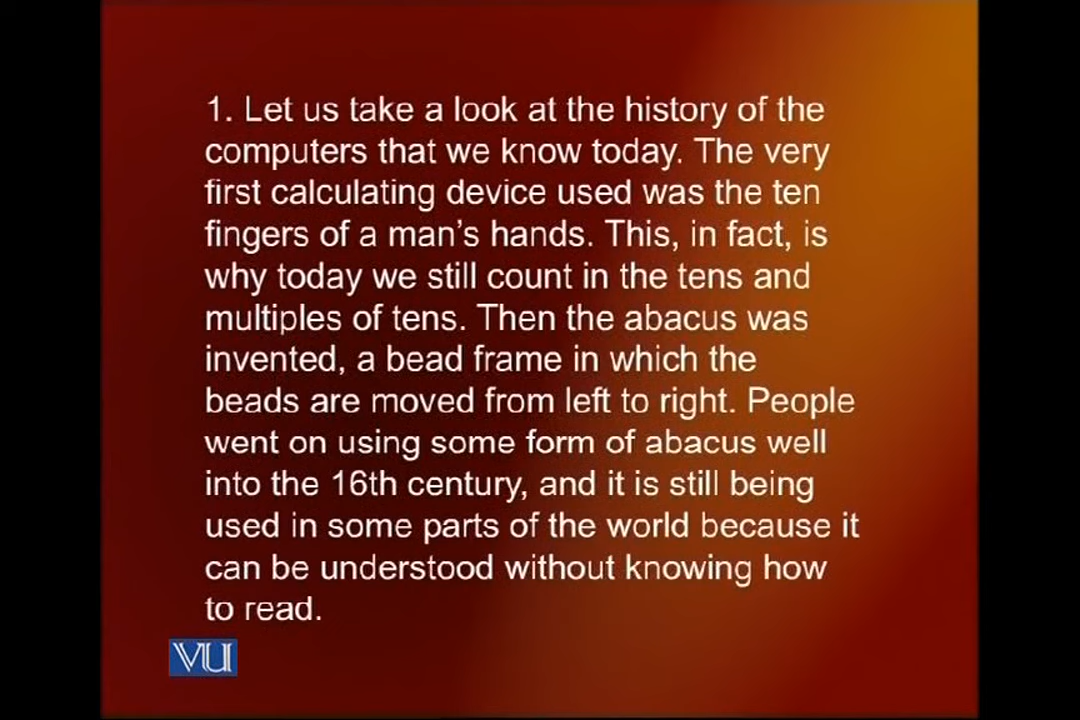 1. Let us take a look at the history of the
computers that we know today. The very
first calculating device used was the ten
fingers of a man's hands. This, in fact, is
why today we still count in the tens and
multiples of tens. Then the abacus was
invented, a bead frame in which the
beads are moved from left to right. People
went on using some form of abacus well
into the 16th century, and it is still being
used in some parts of the world because it
can be understood without knowing how
to read.
VU